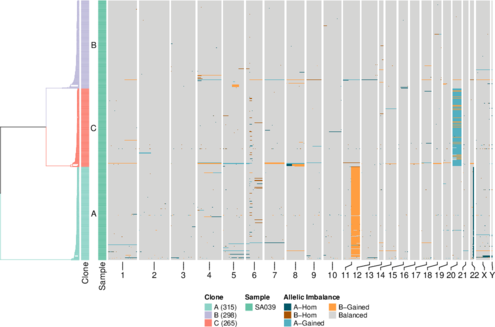 B
C
A
Clone
Sample
1 2 3 4 5 6 7 8 9 10 11 12 13 14 15 16 17 18 19 20 21 22 X Y
Clone Sample Allelic Imbalance
A (315) SA039 A−Hom B−Gained
B (298) B−Hom Balanced
C (265) A−Gained